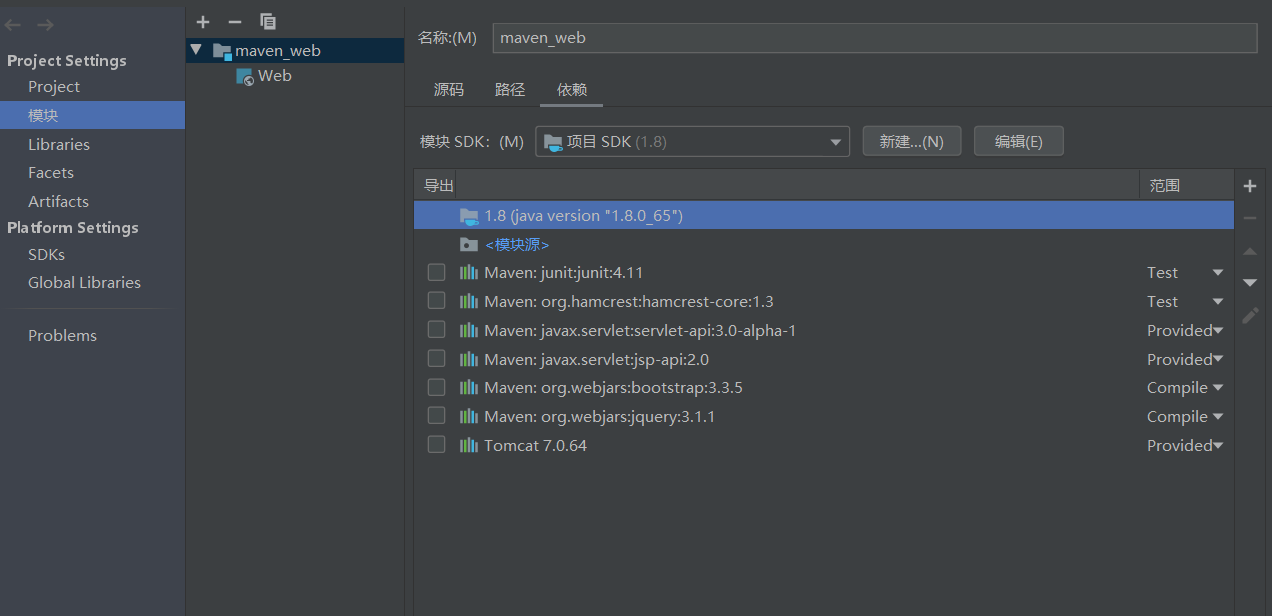 Project Settings
Project
模块
Libraries
Facets
Artifacts
Platform Settings
SDKs
Global Libraries
Problems
maven_web
Web
名称:(M) maven_web
源码 路径 依赖
模块 SDK: (M) 项目 SDK (1.8) 新建...(N) 编辑(E)
导出 范围
1.8 (java version "1.8.0_65")
<模块源>
Maven: junit:junit:4.11 Test
Maven: org.hamcrest:hamcrest-core:1.3 Test
Maven: javax.servlet:servlet-api:3.0-alpha-1 Provided
Maven: javax.servlet:jsp-api:2.0 Provided
Maven: org.webjars:bootstrap:3.3.5 Compile
Maven: org.webjars:jquery:3.1.1 Compile
Tomcat 7.0.64 Provided